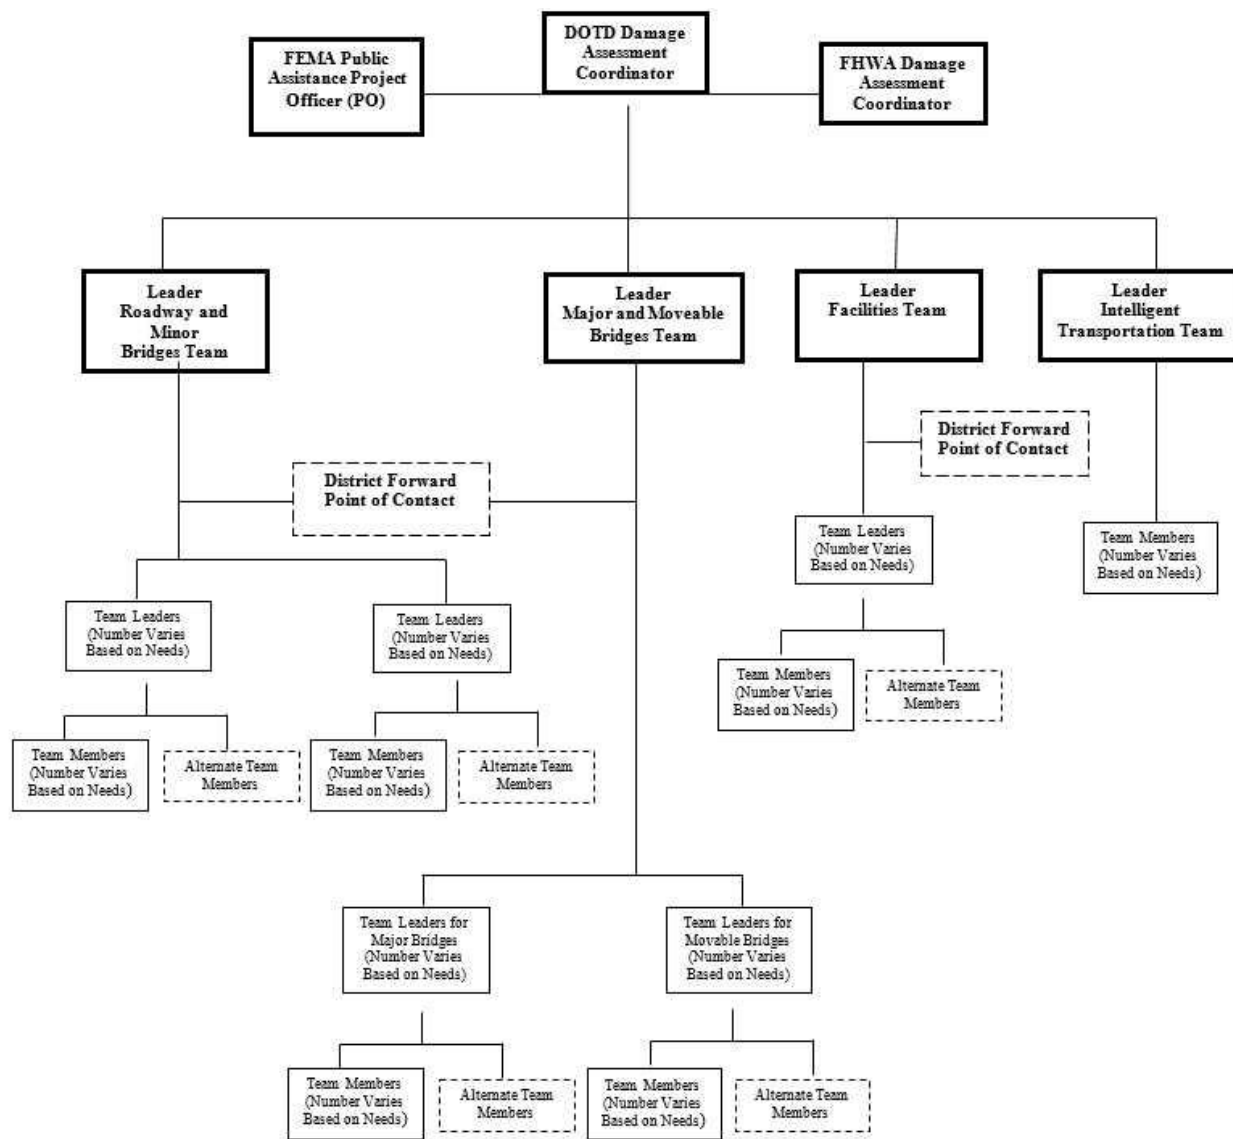 DOTD Damage
Assessment
Coordinator
FEMA Public
Assistance Project
Officer (PO)
FHWA Damage
Assessment
Coordinator
Leader
Roadway and
Minor
Bridges Team
Leader
Major and Moveable
Bridges Team
Leader
Facilities Team
Leader
Intelligent
Transportation Team
District Forward
Point of Contact
District Forward
Point of Contact
Team Leaders
(Number Varies
Based on Needs)
Team Members
(Number Varies
Based on Needs)
Team Leaders
(Number Varies
Based on Needs)
Team Leaders
(Number Varies
Based on Needs)
Team Members
(Number Varies
Based on Needs)
Alternate Team
Members
Team Members
(Number Varies
Based on Needs)
Alternate Team
Members
Team Members
(Number Varies
Based on Needs)
Alternate Team
Members
Team Leaders for
Major Bridges
(Number Varies
Based on Needs)
Team Leaders for
Movable Bridges
(Number Varies
Based on Needs)
Team Members
(Number Varies
Based on Needs)
Alternate Team
Members
Team Members
(Number Varies
Based on Needs)
Alternate Team
Members